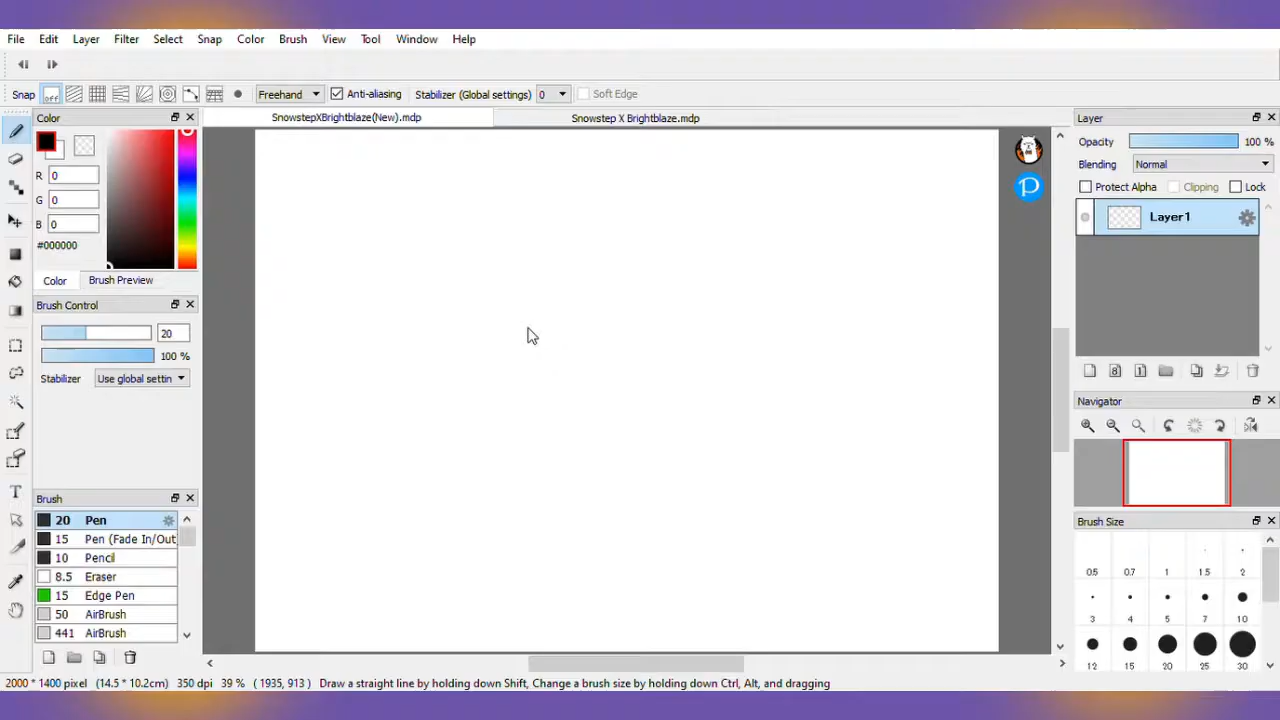 File Edit Layer Filter Select Snap Color Brush View Tool Window Help
Snap off Freehand Anti-aliasing Stabilizer (Global settings) 0 Soft Edge
Color
SnowstepXBrightblaze(New).mdp Snowstep X Brightblaze.mdp
Layer
R 0
G 0
B 0
#000000
Color Brush Preview
Brush Control
20
100 %
Stabilizer Use global settin
Brush
20 Pen
15 Pen (Fade In/Out
10 Pencil
8.5 Eraser
15 Edge Pen
50 AirBrush
441 AirBrush
T
P
Opacity 100 %
Blending Normal
Protect Alpha Clipping Lock
Layer1
8 1
Navigator
Brush Size
0.5 0.7 1 1.5 2
3 4 5 7 10
12 15 20 25 30
2000 * 1400 pixel (14.5 * 10.2cm) 350 dpi 39 % ( 1935, 913 ) Draw a straight line by holding down Shift, Change a brush size by holding down Ctrl, Alt, and dragging